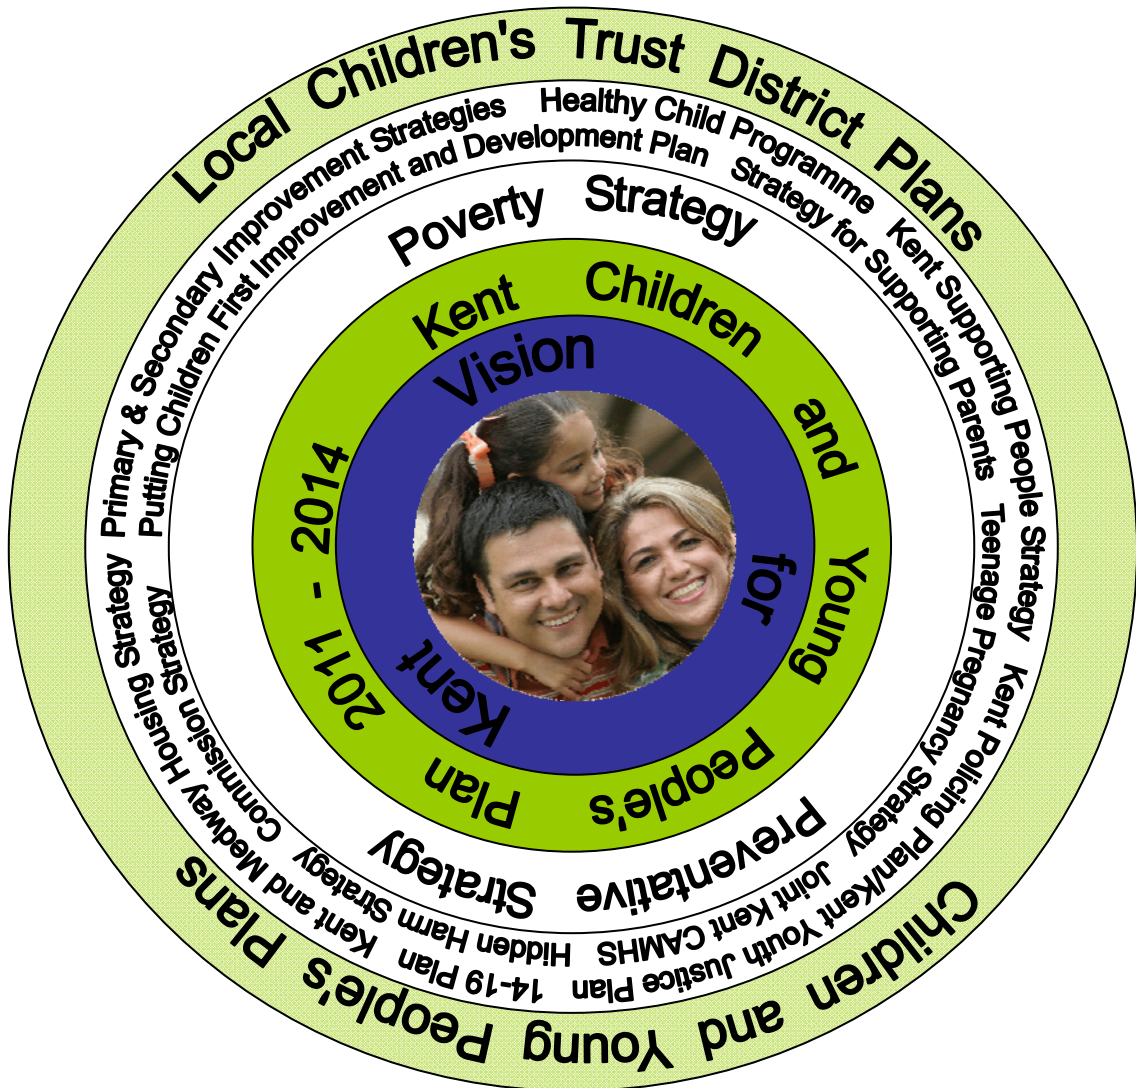 Local Children's Trust District Plans
Children and Young People's Plans
Primary & Secondary Improvement Strategies
Healthy Child Programme
Kent Supporting People Strategy
Kent Policing Plan/Kent Youth Justice Plan
14-19 Plan
Kent and Medway Housing Strategy
Putting Children First Improvement and Development Plan
Strategy for Supporting Parents
Teenage Pregnancy Strategy
Joint Kent CAMHS
Hidden Harm Strategy
Commission Strategy
Poverty Strategy
Preventative Strategy
Kent Children and Young People's Plan 2011 - 2014
Vision for Kent